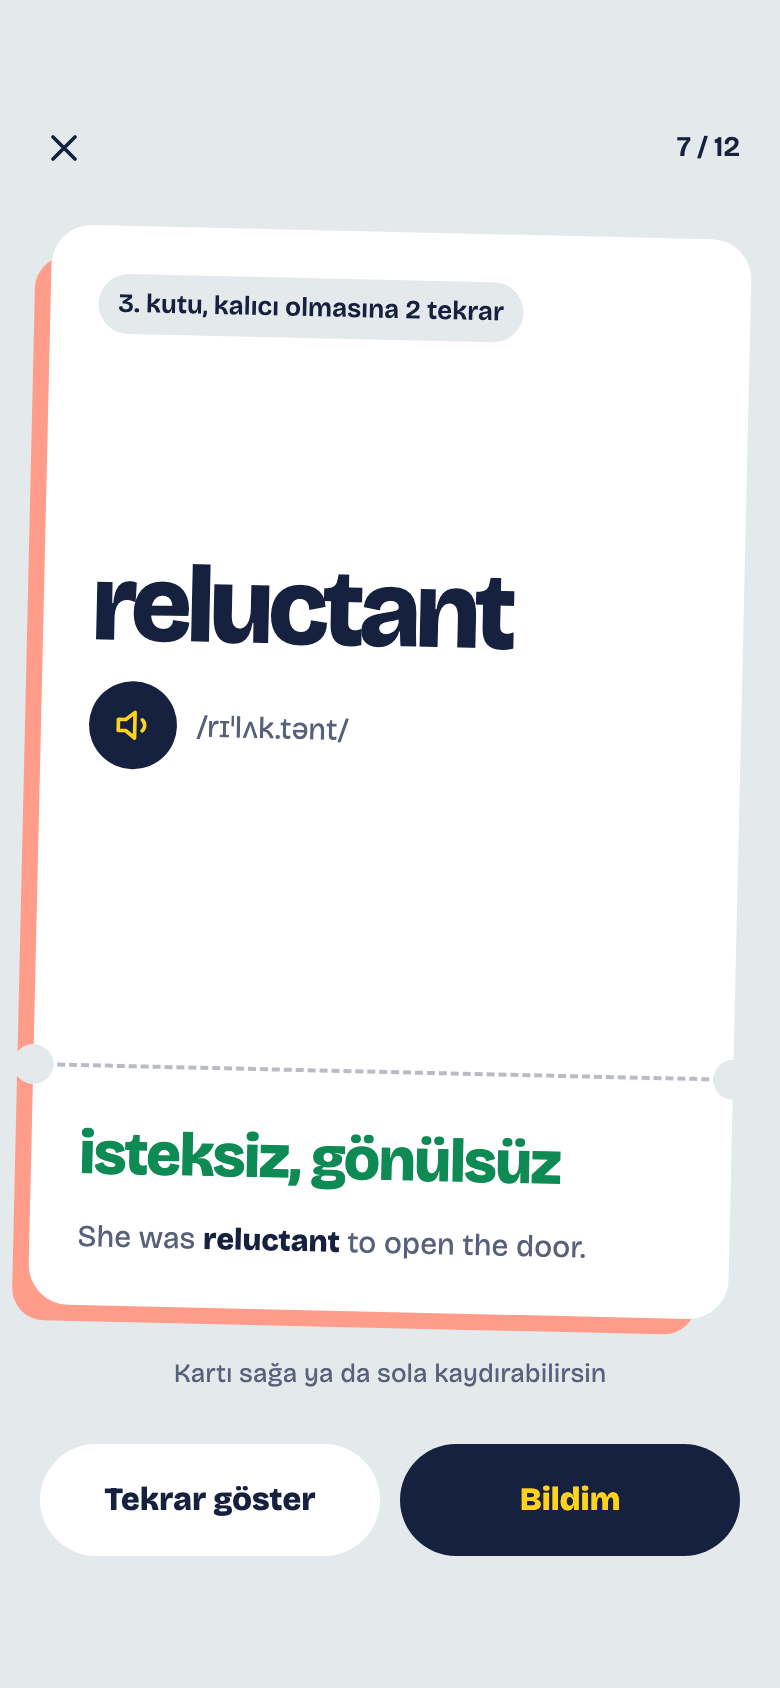 7 / 12
3. kutu, kalıcı olmasına 2 tekrar
reluctant
/rɪˈlʌk.tənt/
isteksiz, gönülsüz
She was reluctant to open the door.
Kartı sağa ya da sola kaydırabilirsin
Tekrar göster
Bildim